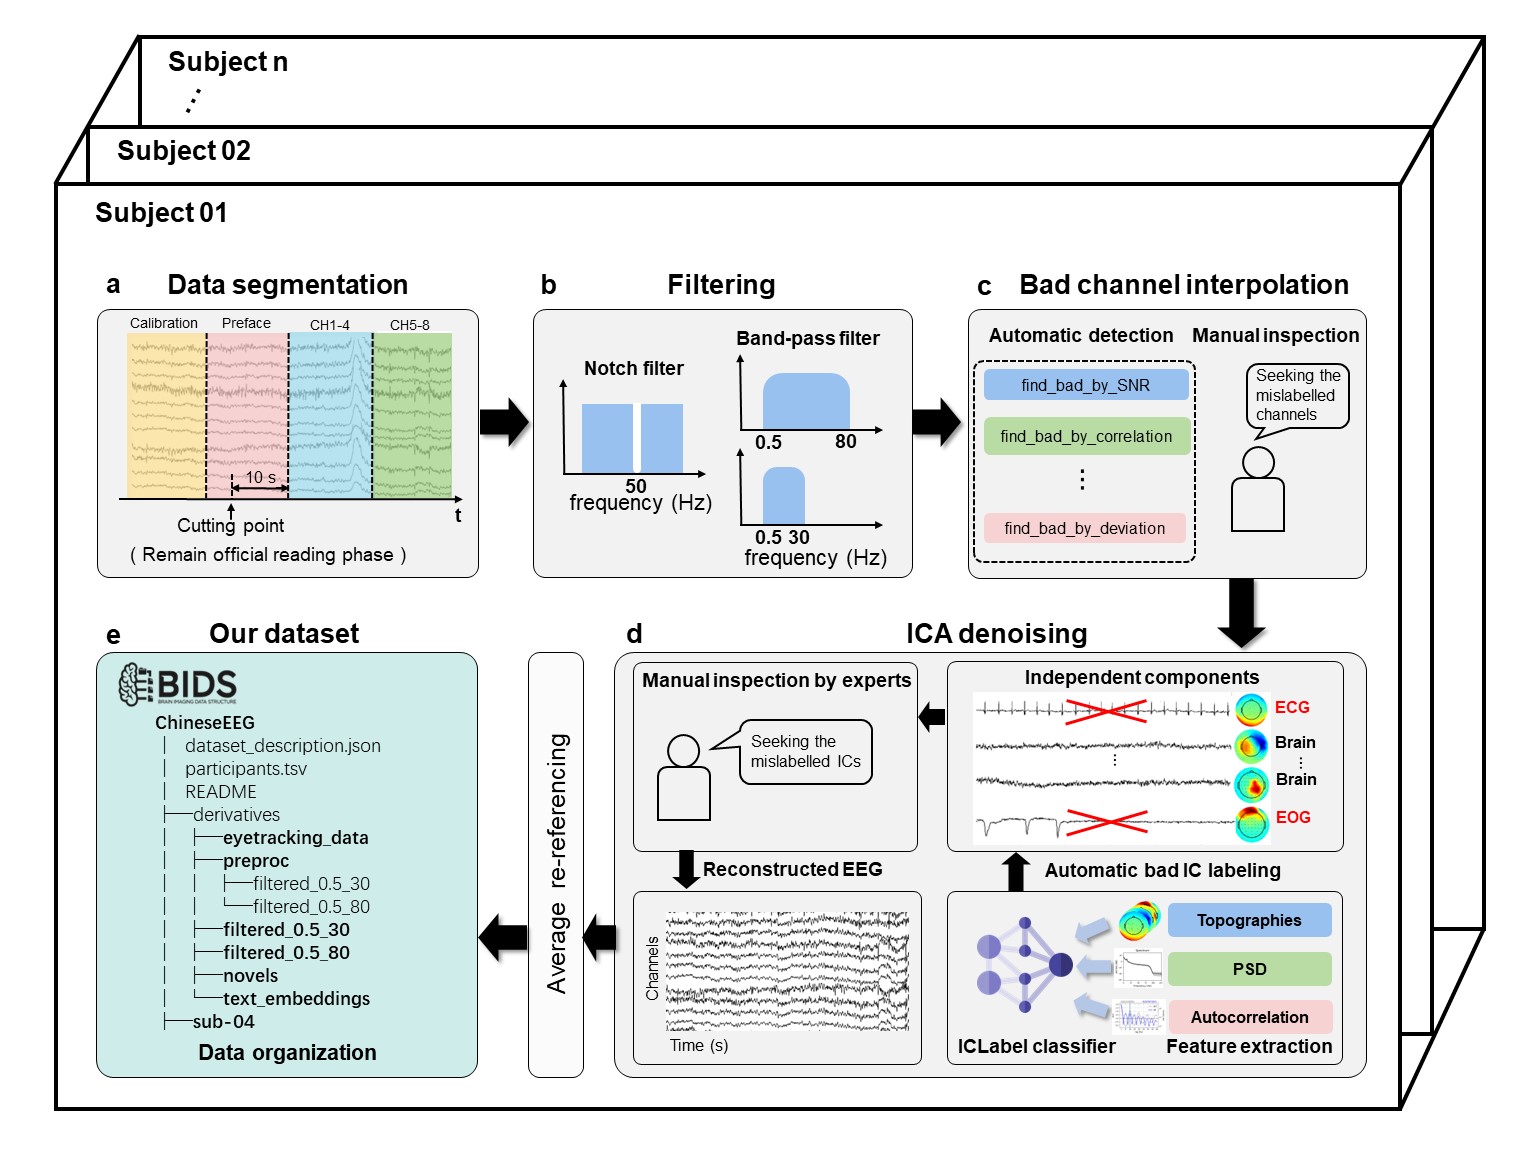 Subject n
⋮
Subject 02
Subject 01
a Data segmentation
Calibration Preface CH1-4 CH5-8
10 s
t
Cutting point
( Remain official reading phase )
b Filtering
Notch filter
50
frequency (Hz)
Band-pass filter
0.5 80
0.5 30
frequency (Hz)
c Bad channel interpolation
Automatic detection
find_bad_by_SNR
find_bad_by_correlation
⋮
find_bad_by_deviation
Manual inspection
Seeking the
mislabelled
channels
d ICA denoising
Independent components
ECG
Brain
⋮
Brain
EOG
Automatic bad IC labeling
Topographies
PSD
Autocorrelation
ICLabel classifier
Feature extraction
Manual inspection by experts
Seeking the
mislabelled ICs
Reconstructed EEG
Channels
Time (s)
Average re-referencing
e Our dataset
BIDS
BRAIN IMAGING DATA STRUCTURE
ChineseEEG
│ dataset_description.json
│ participants.tsv
│ README
├──derivatives
│ ├──eyetracking_data
│ ├──preproc
│ │ ├──filtered_0.5_30
│ │ └──filtered_0.5_80
│ ├──filtered_0.5_30
│ ├──filtered_0.5_80
│ ├──novels
│ └──text_embeddings
├──sub-04
Data organization